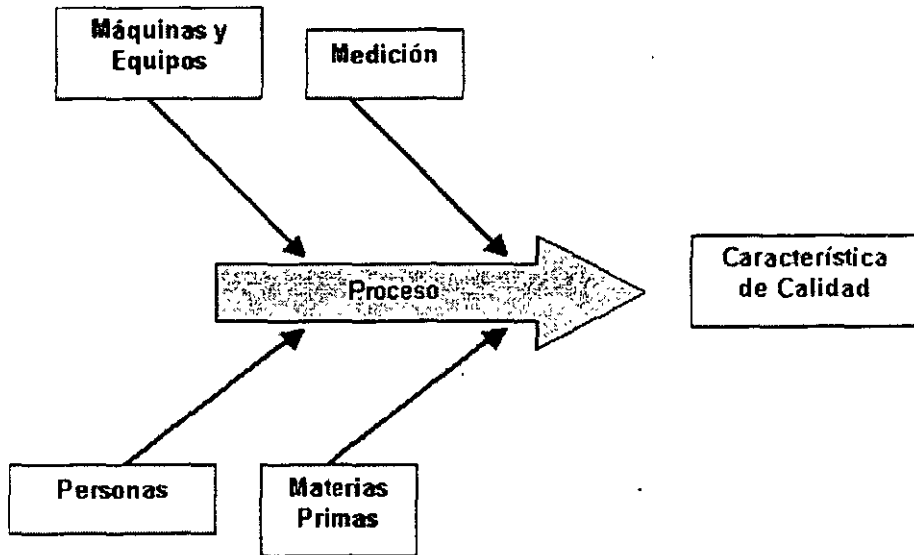 Máquinas y
Equipos
Medición
Proceso
Característica
de Calidad
Personas
Materias
Primas